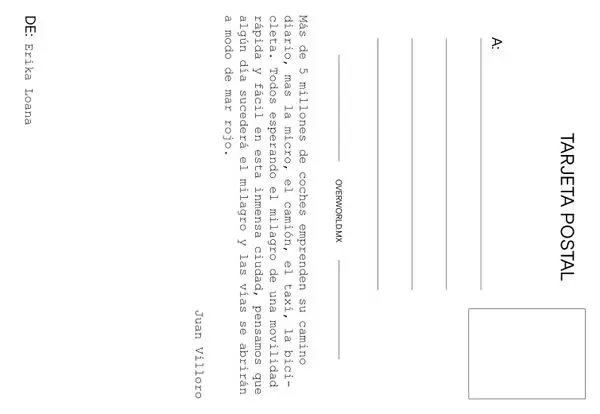 TARJETA POSTAL
A:
OVERWORLD.MX
Más de 5 millones de coches emprenden su camino
diario, mas la micro, el camión, el taxi, la bici-
cleta. Todos esperando el milagro de una movilidad
rápida y fácil en esta inmensa ciudad, pensamos que
algún día sucederá el milagro y las vías se abrirán
a modo de mar rojo.
Juan Villoro
DE: Erika Loana